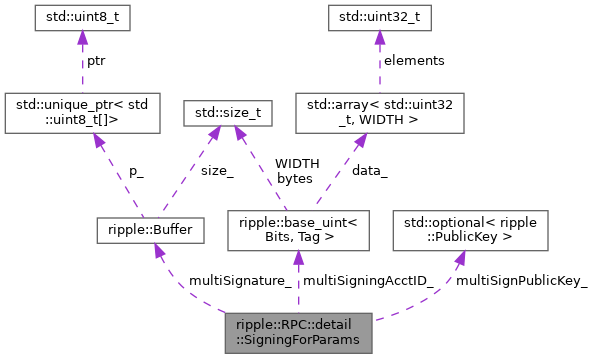 std::uint8_t
std::uint32_t
ptr
elements
std::unique_ptr< std
::uint8_t[]>
std::size_t
std::array< std::uint32
_t, WIDTH >
p_
size_
WIDTH
bytes
data_
ripple::Buffer
ripple::base_uint<
Bits, Tag >
std::optional< ripple
::PublicKey >
multiSignature_
multiSigningAcctID_
multiSignPublicKey_
ripple::RPC::detail
::SigningForParams